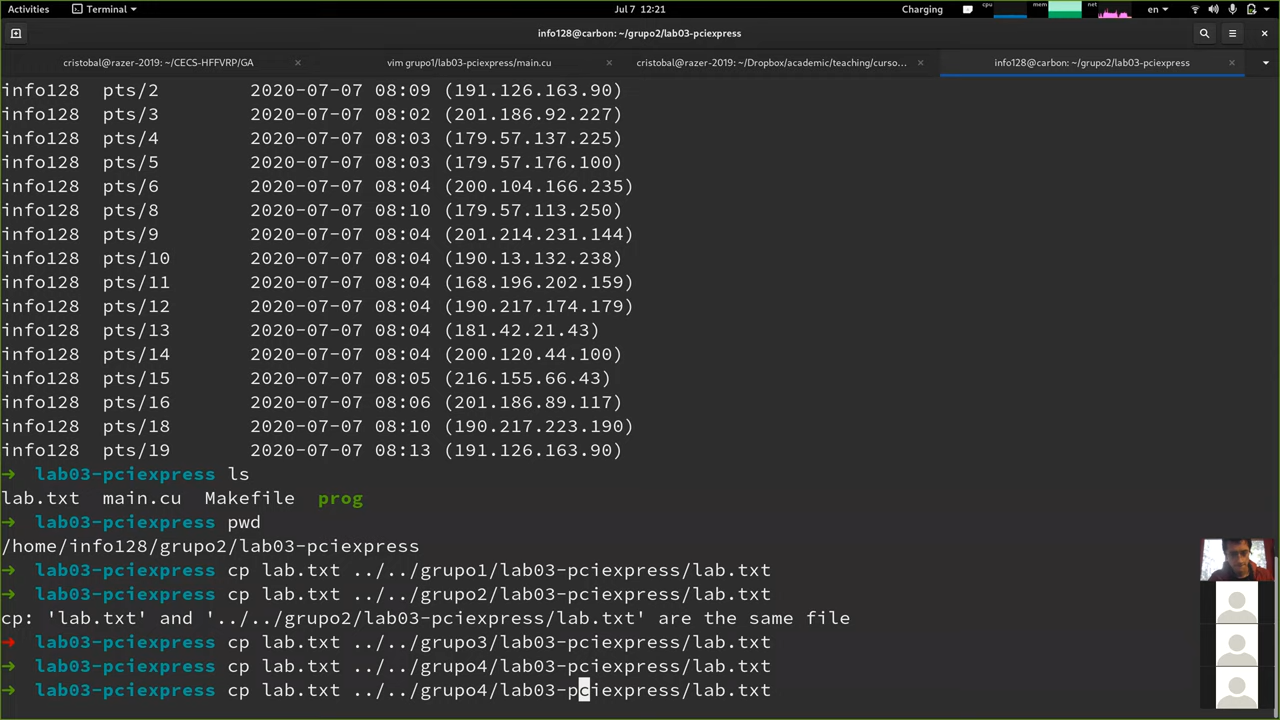 Activities Terminal Jul 7 12:21 Charging cpu mem net en
info128@carbon: ~/grupo2/lab03-pciexpress
cristobal@razer-2019: ~/CECS-HFFVRP/GA vim grupo1/lab03-pciexpress/main.cu cristobal@razer-2019: ~/Dropbox/academic/teaching/curso... info128@carbon: ~/grupo2/lab03-pciexpress
info128 pts/2 2020-07-07 08:09 (191.126.163.90)
info128 pts/3 2020-07-07 08:02 (201.186.92.227)
info128 pts/4 2020-07-07 08:03 (179.57.137.225)
info128 pts/5 2020-07-07 08:03 (179.57.176.100)
info128 pts/6 2020-07-07 08:04 (200.104.166.235)
info128 pts/8 2020-07-07 08:10 (179.57.113.250)
info128 pts/9 2020-07-07 08:04 (201.214.231.144)
info128 pts/10 2020-07-07 08:04 (190.13.132.238)
info128 pts/11 2020-07-07 08:04 (168.196.202.159)
info128 pts/12 2020-07-07 08:04 (190.217.174.179)
info128 pts/13 2020-07-07 08:04 (181.42.21.43)
info128 pts/14 2020-07-07 08:04 (200.120.44.100)
info128 pts/15 2020-07-07 08:05 (216.155.66.43)
info128 pts/16 2020-07-07 08:06 (201.186.89.117)
info128 pts/18 2020-07-07 08:10 (190.217.223.190)
info128 pts/19 2020-07-07 08:13 (191.126.163.90)
→ lab03-pciexpress ls
lab.txt main.cu Makefile prog
→ lab03-pciexpress pwd
/home/info128/grupo2/lab03-pciexpress
→ lab03-pciexpress cp lab.txt ../../grupo1/lab03-pciexpress/lab.txt
→ lab03-pciexpress cp lab.txt ../../grupo2/lab03-pciexpress/lab.txt
cp: 'lab.txt' and '../../grupo2/lab03-pciexpress/lab.txt' are the same file
→ lab03-pciexpress cp lab.txt ../../grupo3/lab03-pciexpress/lab.txt
→ lab03-pciexpress cp lab.txt ../../grupo4/lab03-pciexpress/lab.txt
→ lab03-pciexpress cp lab.txt ../../grupo4/lab03-pciexpress/lab.txt